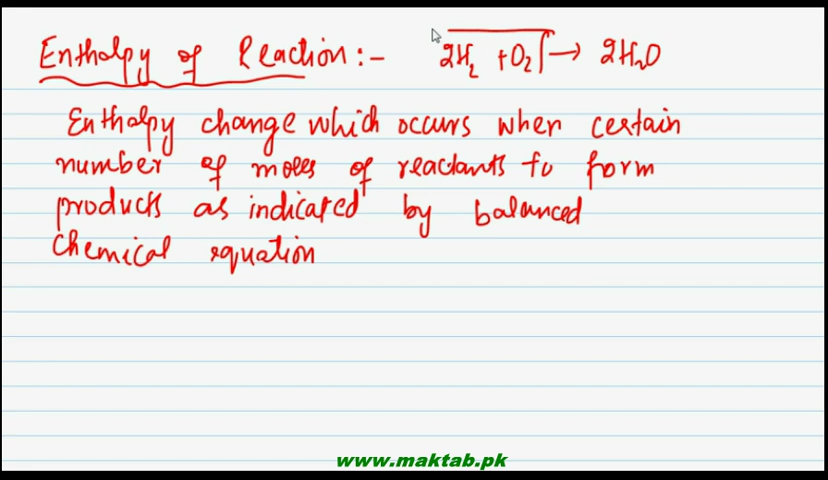 Enthalpy of Reaction :- 2H₂ + O₂ → 2H₂O
Enthalpy change which occurs when certain
number of moles of reactants to form
products as indicated by balanced
Chemical equation
www.maktab.pk